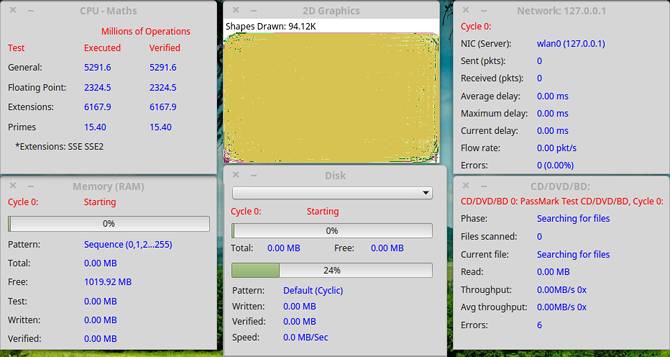 CPU - Maths
Millions of Operations
Test Executed Verified
General: 5291.6 5291.6
Floating Point: 2324.5 2324.5
Extensions: 6167.9 6167.9
Primes 15.40 15.40
*Extensions: SSE SSE2
2D Graphics
Shapes Drawn: 94.12K
Network: 127.0.0.1
Cycle 0:
NIC (Server): wlan0 (127.0.0.1)
Sent (pkts): 0
Received (pkts): 0
Average delay: 0.00 ms
Maximum delay: 0.00 ms
Current delay: 0.00 ms
Flow rate: 0.00 pkt/s
Errors: 0 (0.00%)
Memory (RAM)
Cycle 0: Starting
0%
Pattern: Sequence (0,1,2...255)
Total: 0.00 MB
Free: 1019.92 MB
Test: 0.00 MB
Written: 0.00 MB
Verified: 0.00 MB
Disk
Cycle 0: Starting
0%
Total: 0.00 MB Free: 0.00 MB
24%
Pattern: Default (Cyclic)
Written: 0.00 MB
Verified: 0.00 MB
Speed: 0.0 MB/Sec
CD/DVD/BD:
CD/DVD/BD 0: PassMark Test CD/DVD/BD, Cycle 0:
Phase: Searching for files
Files scanned: 0
Current file: Searching for files
Read: 0.00 MB
Throughput: 0.00MB/s 0x
Avg throughput: 0.00MB/s 0x
Errors: 6